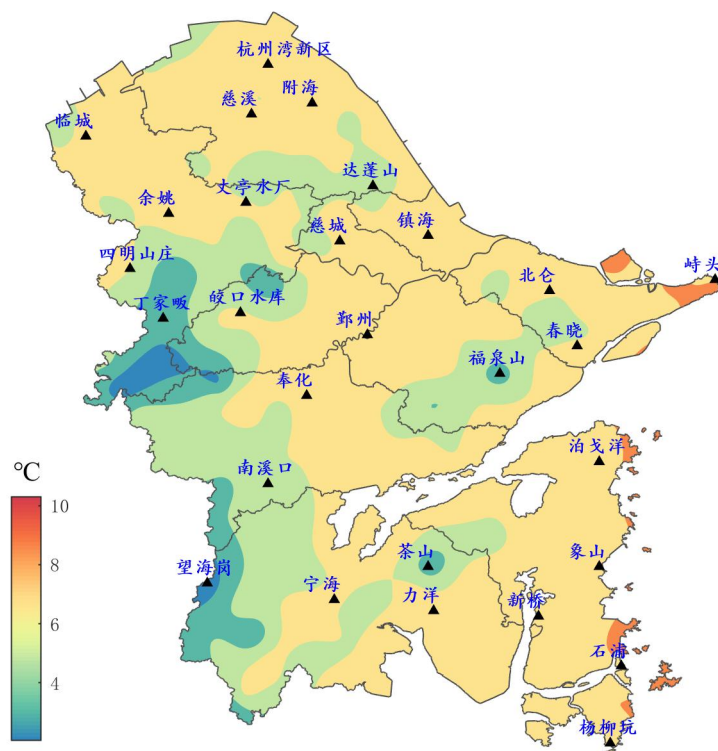 杭州湾新区
附海
慈溪
临城
达蓬山
丈亭水厂
余姚
慈城
镇海
四明山庄
北仑
峙头
丁家畈
皎口水库
鄞州
春晓
福泉山
奉化
泊戈洋
℃
南溪口
10
8
6
4
望海岗
茶山
象山
宁海
力洋
新桥
石浦
杨柳坑